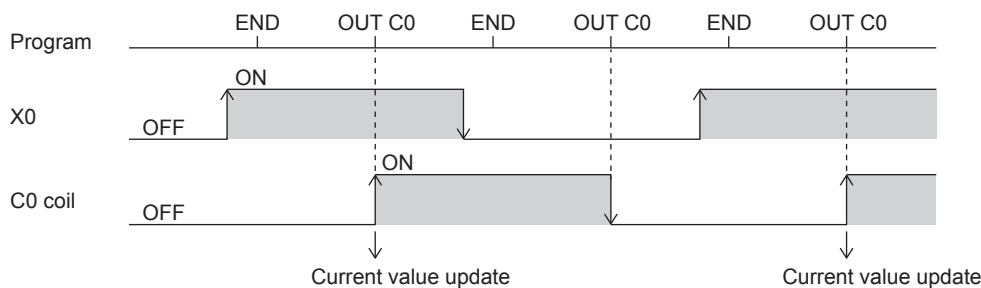 END OUT C0 END OUT C0 END OUT C0
Program
ON
X0
OFF
ON
C0 coil
OFF
Current value update Current value update